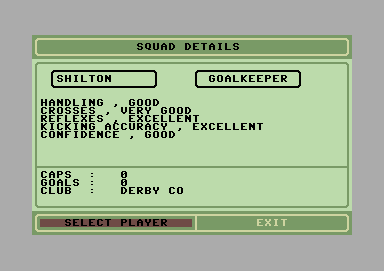 SQUAD DETAILS
SHILTON GOALKEEPER
HANDLING , GOOD
CROSSES , VERY GOOD
REFLEXES , EXCELLENT
KICKING ACCURACY , EXCELLENT
CONFIDENCE , GOOD
CAPS : 0
GOALS : 0
CLUB : DERBY CO
SELECT PLAYER EXIT